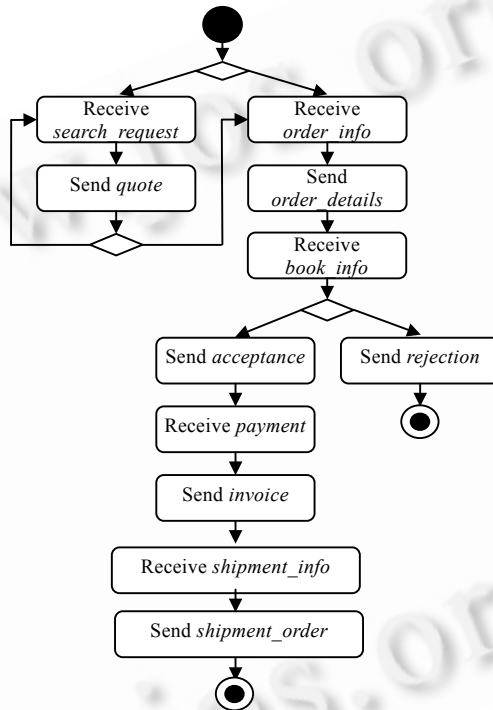 Receive
search_request
Receive
order_info
Send quote
Send
order_details
Receive
book_info
Send acceptance
Send rejection
Receive payment
Send invoice
Receive shipment_info
Send shipment_order